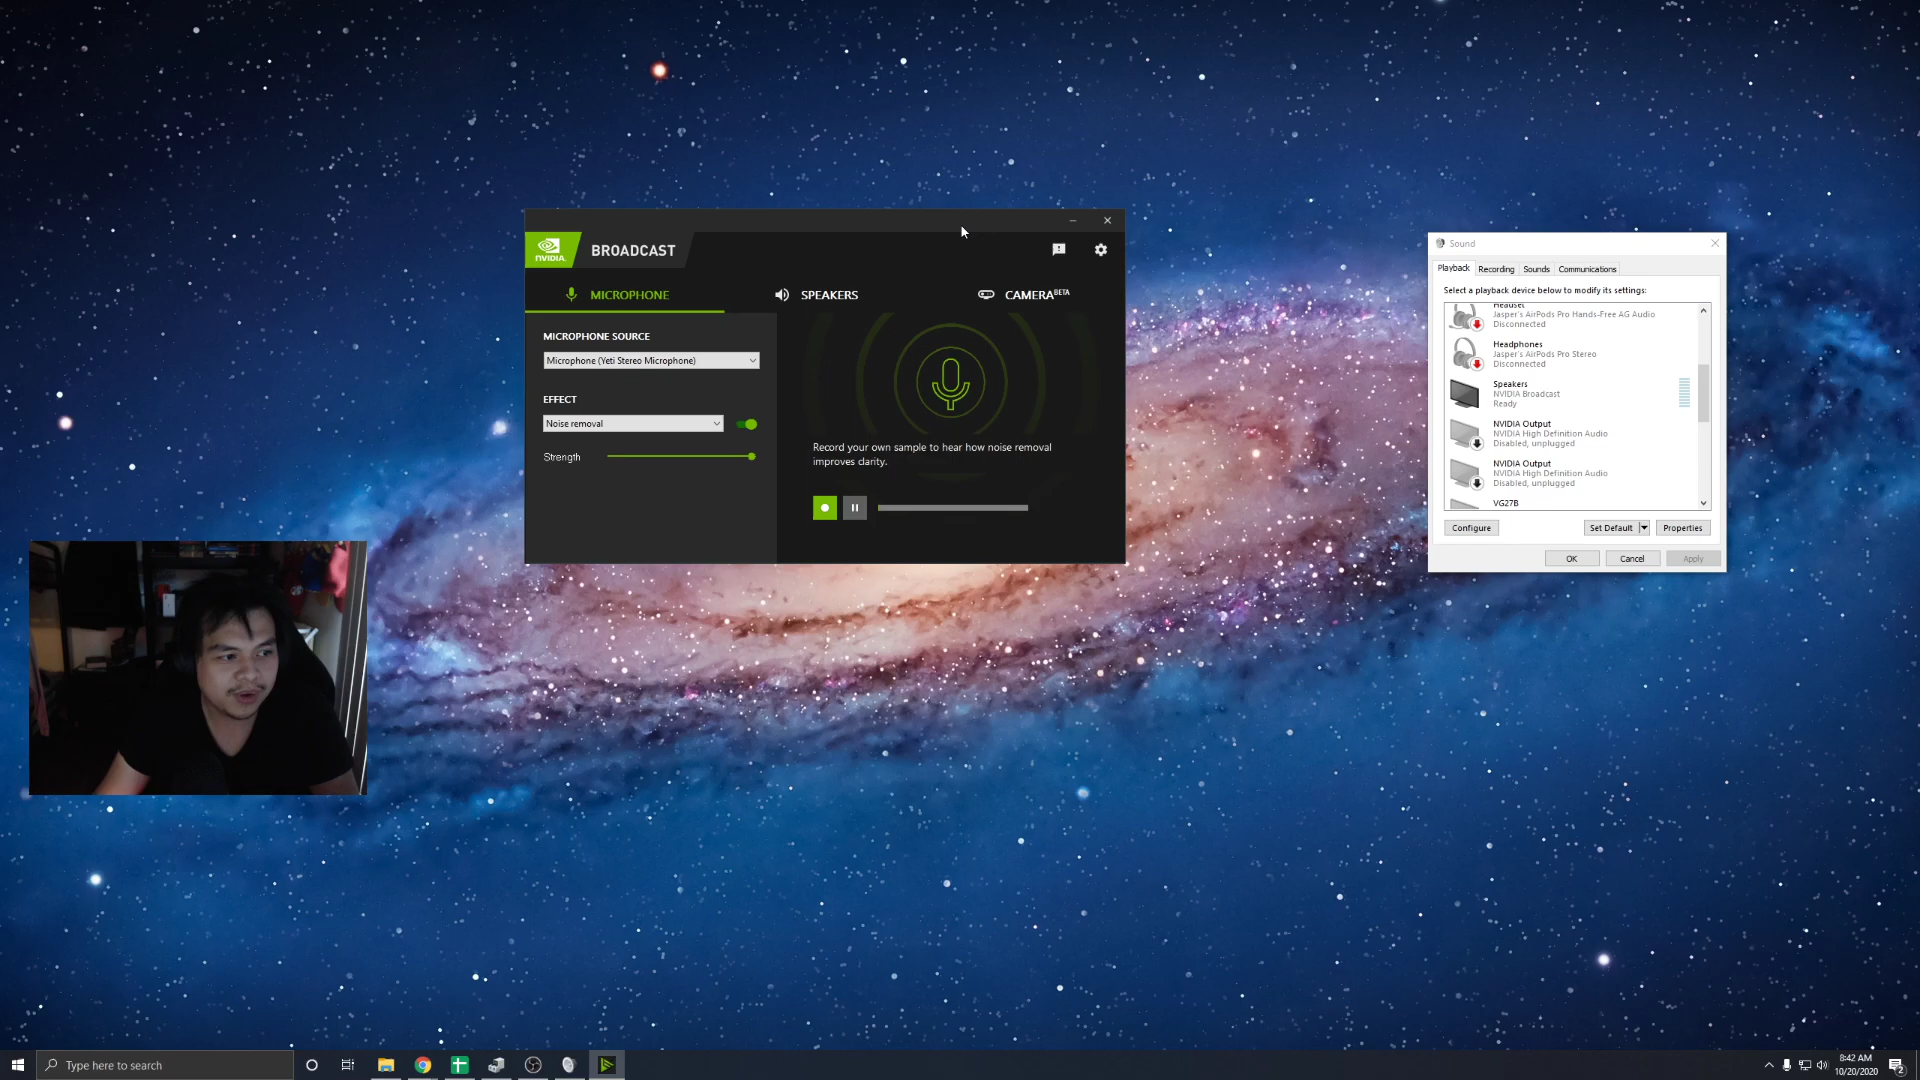 NVIDIA.
BROADCAST
MICROPHONE
SPEAKERS
CAMERA BETA
MICROPHONE SOURCE
Microphone (Yeti Stereo Microphone)
EFFECT
Noise removal
Strength
Record your own sample to hear how noise removal
improves clarity.
Sound
Playback
Recording
Sounds
Communications
Select a playback device below to modify its settings:
Headset
Jasper's AirPods Pro Hands-Free AG Audio
Disconnected
Headphones
Jasper's AirPods Pro Stereo
Disconnected
Speakers
NVIDIA Broadcast
Ready
NVIDIA Output
NVIDIA High Definition Audio
Disabled, unplugged
NVIDIA Output
NVIDIA High Definition Audio
Disabled, unplugged
VG27B
Configure
Set Default
Properties
OK
Cancel
Apply
Type here to search
8:42 AM
10/20/2020
2